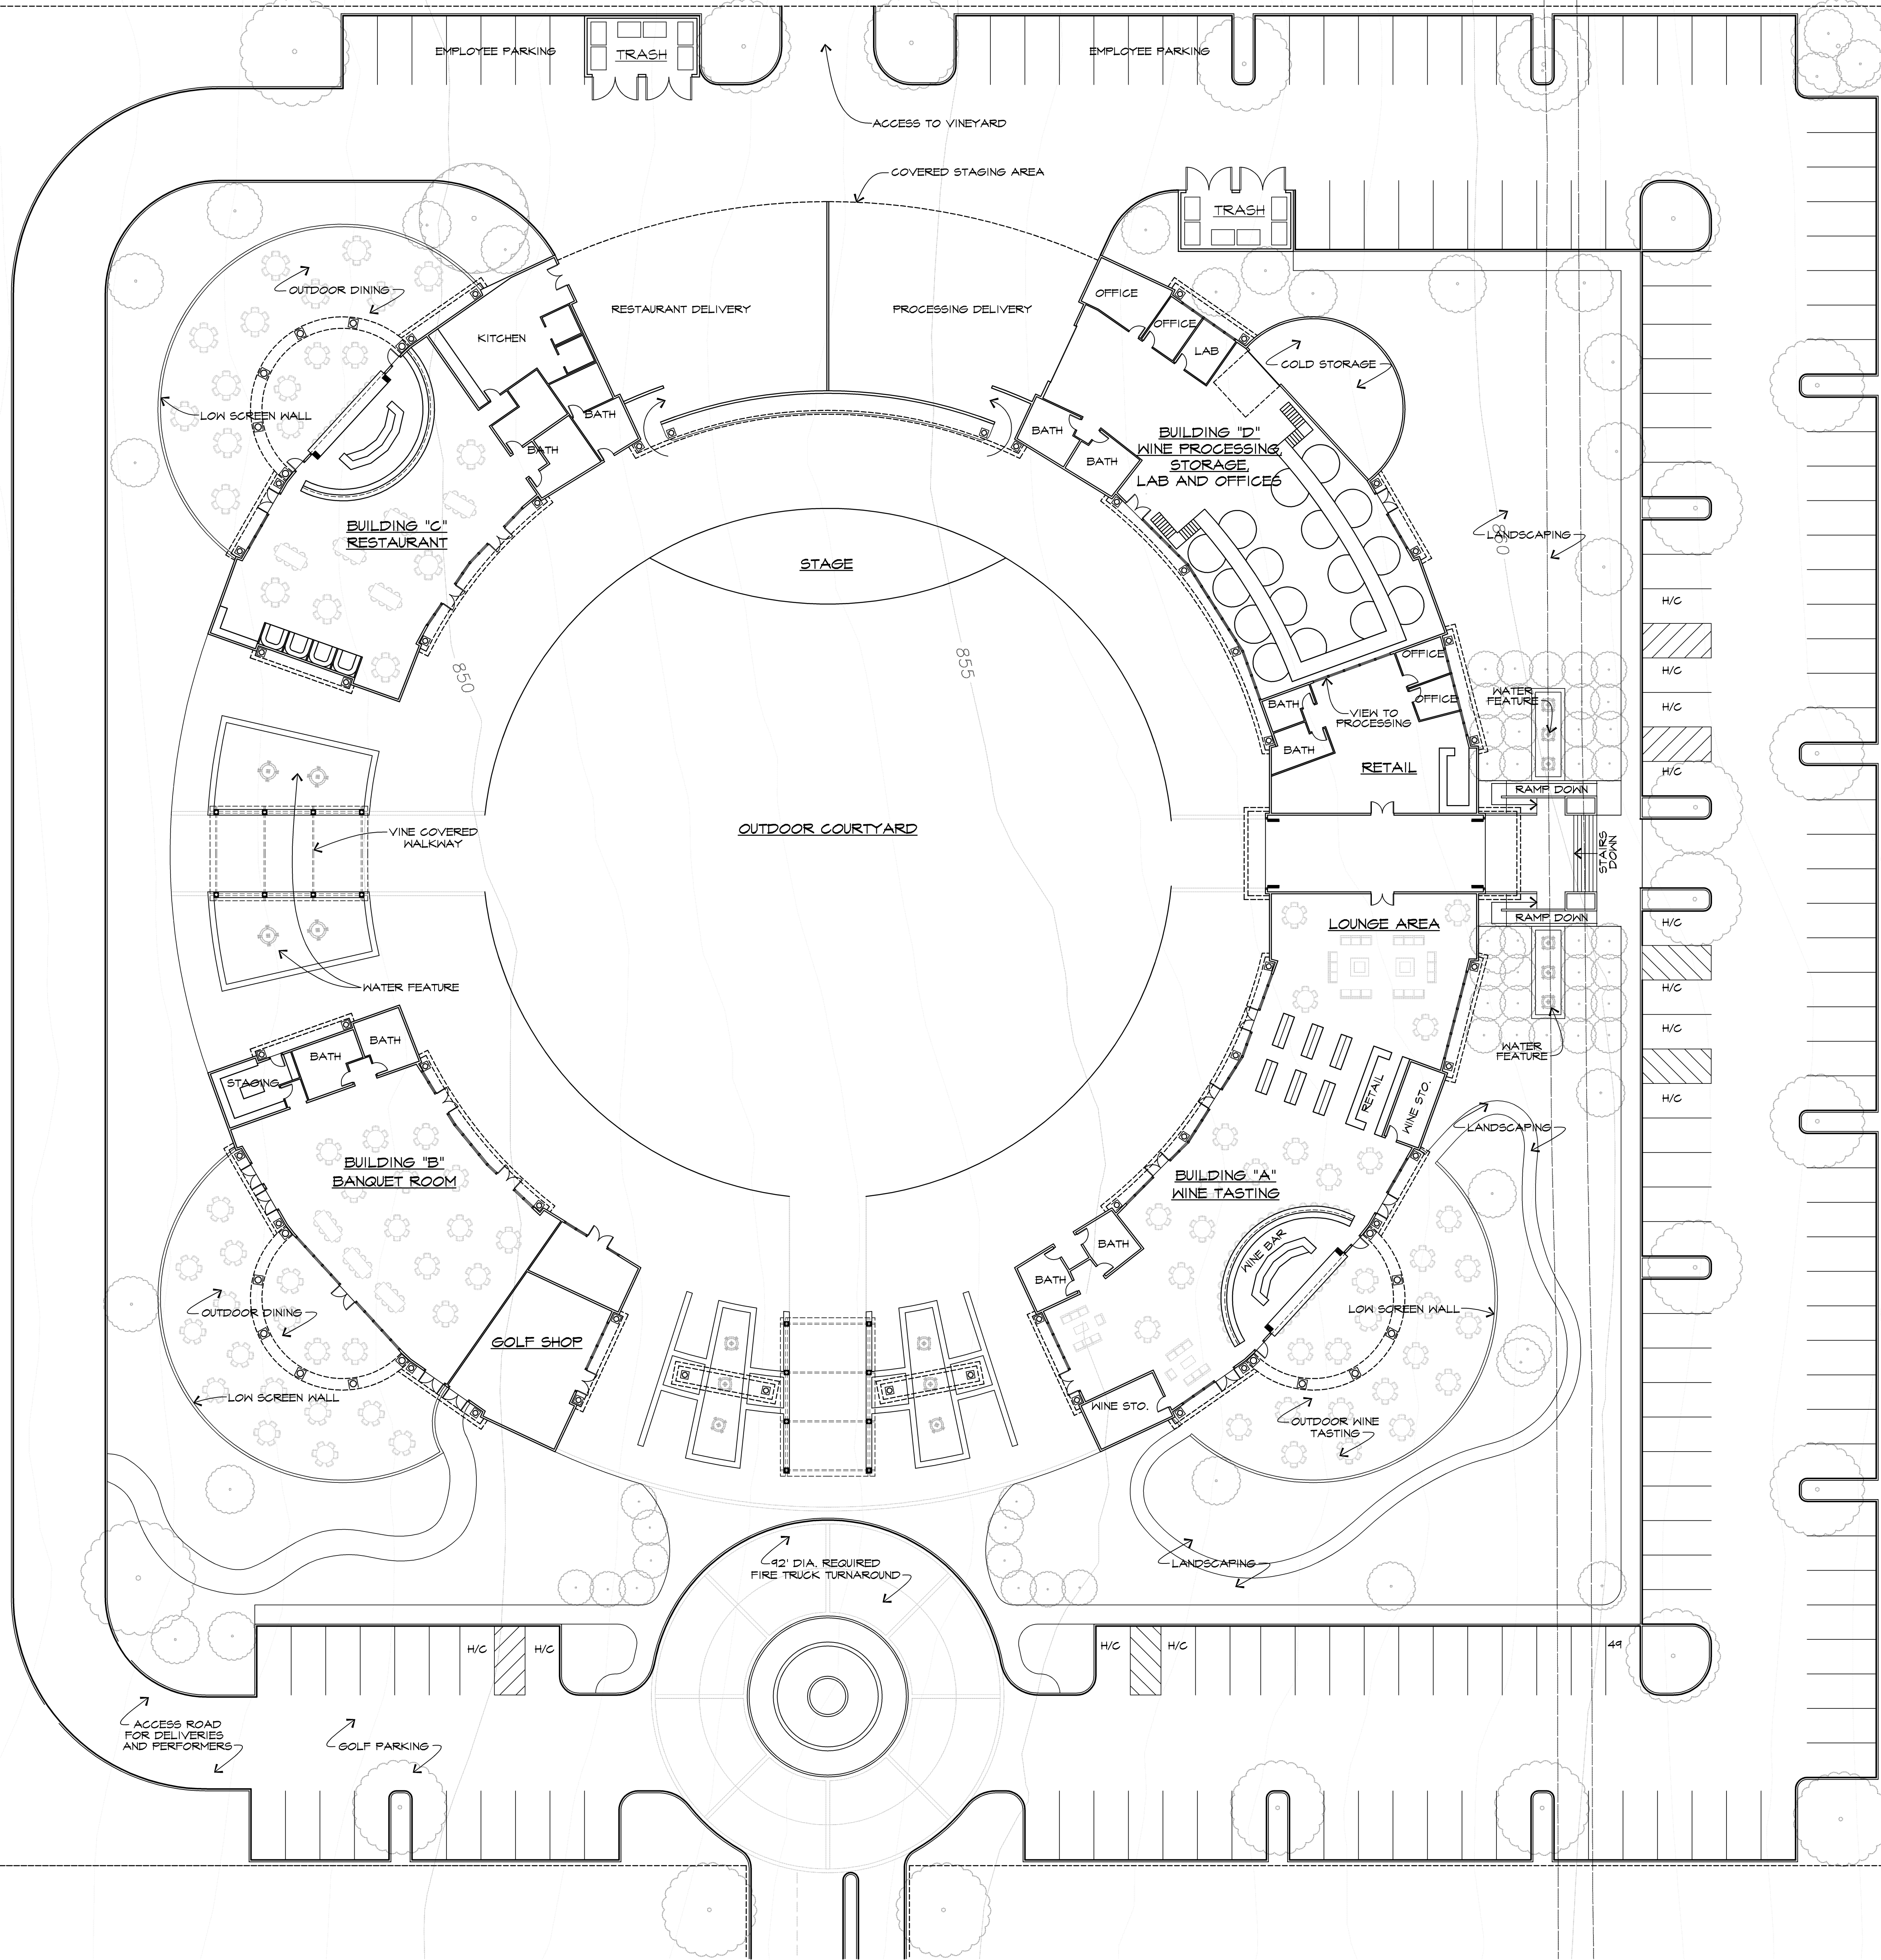 EMPLOYEE PARKING
TRASH
EMPLOYEE PARKING
ACCESS TO VINEYARD
COVERED STAGING AREA
TRASH
OUTDOOR DINING
RESTAURANT DELIVERY
PROCESSING DELIVERY
OFFICE
OFFICE
LAB
COLD STORAGE
KITCHEN
LOW SCREEN WALL
BATH
BATH
BATH
BATH
BUILDING "D"
WINE PROCESSING,
STORAGE,
LAB AND OFFICES
BUILDING "C"
RESTAURANT
STAGE
LANDSCAPING
860
H/C
850
855
OFFICE
H/C
OFFICE
WATER
FEATURE
BATH
H/C
VIEW TO
PROCESSING
BATH
RETAIL
H/C
RAMP DOWN
VINE COVERED
WALKWAY
OUTDOOR COURTYARD
STAIRS
DOWN
RAMP DOWN
LOUNGE AREA
H/C
WATER FEATURE
H/C
H/C
BATH
BATH
STAGING
WATER
FEATURE
RETAIL
WINE STO.
H/C
LANDSCAPING
BUILDING "B"
BANQUET ROOM
BUILDING "A"
WINE TASTING
BATH
WINE BAR
BATH
OUTDOOR DINING
LOW SCREEN WALL
GOLF SHOP
LOW SCREEN WALL
WINE STO.
OUTDOOR WINE
TASTING
92' DIA. REQUIRED
FIRE TRUCK TURNAROUND
LANDSCAPING
H/C
H/C
H/C
H/C
49
ACCESS ROAD
FOR DELIVERIES
AND PERFORMERS
GOLF PARKING